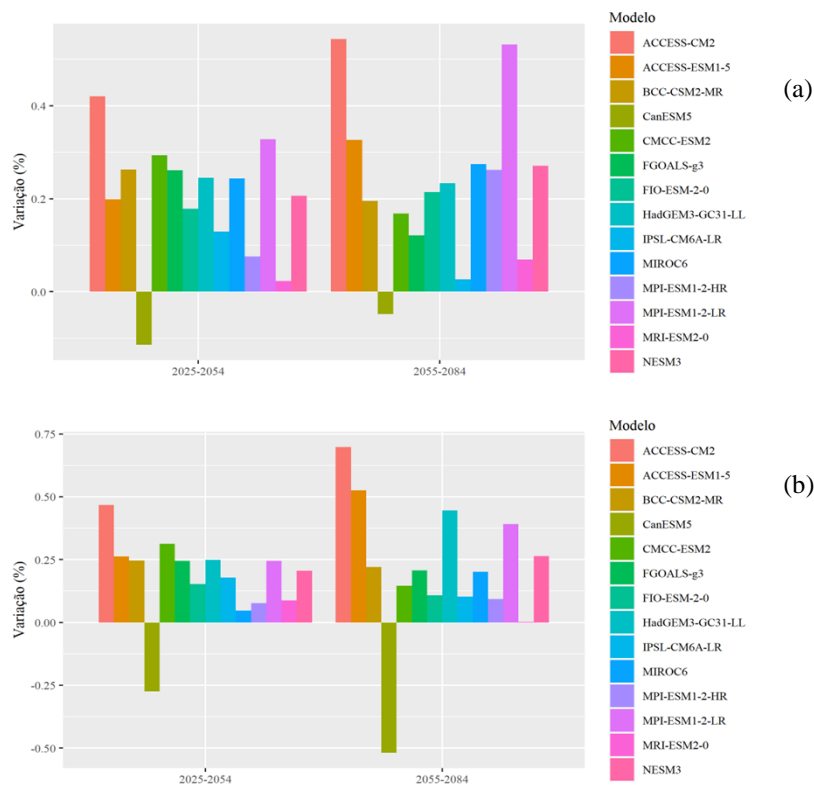 Modelo
ACCESS-CM2
ACCESS-ESM1-5
BCC-CSM2-MR
CanESM5
CMCC-ESM2
FGOALS-g3
FIO-ESM-2-0
HadGEM3-GC31-LL
IPSL-CM6A-LR
MIROC6
MPI-ESM1-2-HR
MPI-ESM1-2-LR
MRI-ESM2-0
NESM3
(a)
Variação (%)
0.4
0.2
0.0
2025-2054
2055-2084
Modelo
ACCESS-CM2
ACCESS-ESM1-5
BCC-CSM2-MR
CanESM5
CMCC-ESM2
FGOALS-g3
FIO-ESM-2-0
HadGEM3-GC31-LL
IPSL-CM6A-LR
MIROC6
MPI-ESM1-2-HR
MPI-ESM1-2-LR
MRI-ESM2-0
NESM3
(b)
Variação (%)
0.75
0.50
0.25
0.00
-0.25
-0.50
2025-2054
2055-2084